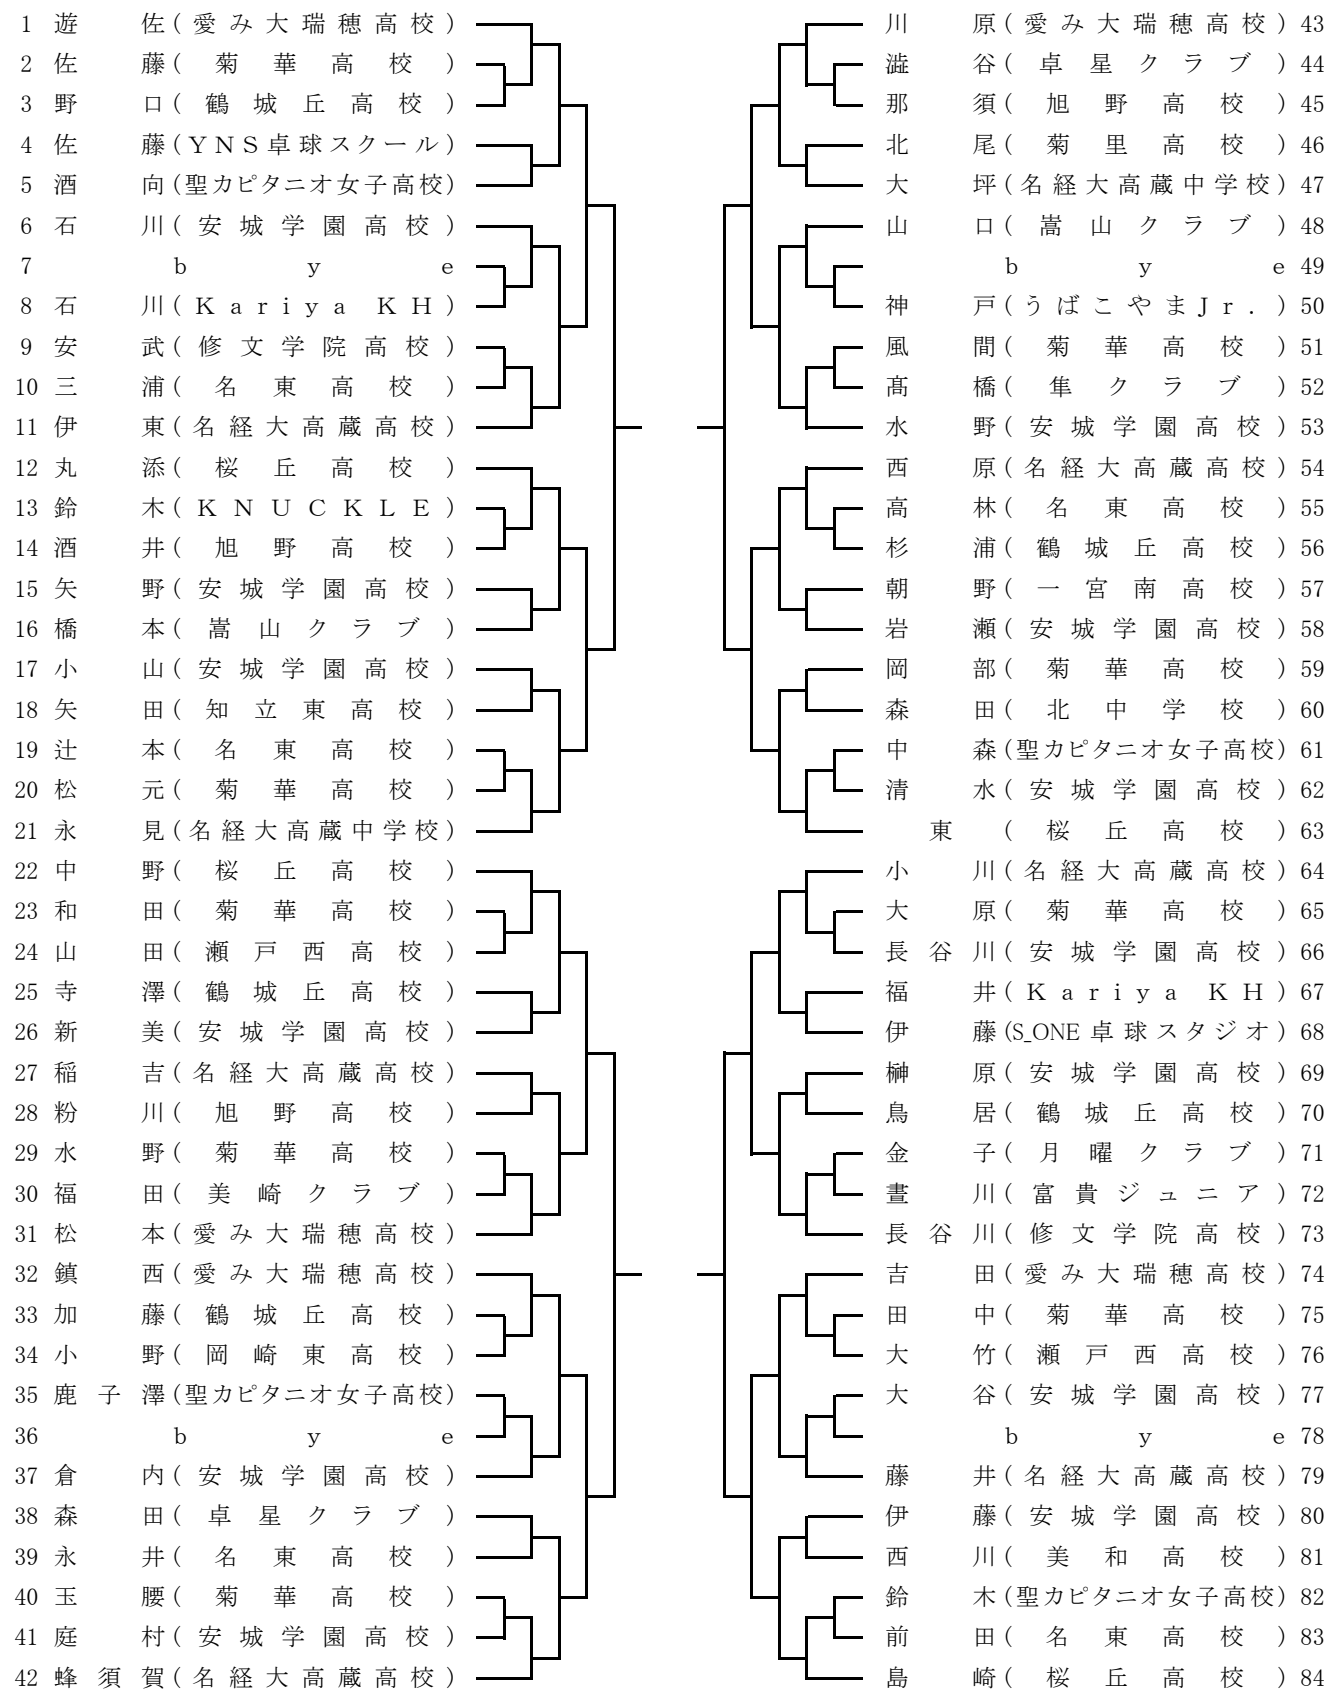 1 遊佐(愛み大瑞穂高校)
2 佐藤(菊華高校)
3 野口(鶴城丘高校)
4 佐藤(YNS卓球スクール)
5 酒向(聖カピタニオ女子高校)
6 石川(安城学園高校)
7 bye
8 石川(Kariya KH)
9 安武(修文学院高校)
10 三浦(名東高校)
11 伊東(名経大高蔵高校)
12 丸添(桜丘高校)
13 鈴木(KNUCKLE)
14 酒井(旭野高校)
15 矢野(安城学園高校)
16 橋本(嵩山クラブ)
17 小山(安城学園高校)
18 矢田(知立東高校)
19 辻本(名東高校)
20 松元(菊華高校)
21 永見(名経大高蔵中学校)
22 中野(桜丘高校)
23 和田(菊華高校)
24 山田(瀬戸西高校)
25 寺澤(鶴城丘高校)
26 新美(安城学園高校)
27 稲吉(名経大高蔵高校)
28 粉川(旭野高校)
29 水野(菊華高校)
30 福田(美崎クラブ)
31 松本(愛み大瑞穂高校)
32 鎮西(愛み大瑞穂高校)
33 加藤(鶴城丘高校)
34 小野(岡崎東高校)
35 鹿子澤(聖カピタニオ女子高校)
36 bye
37 倉内(安城学園高校)
38 森田(卓星クラブ)
39 永井(名東高校)
40 玉腰(菊華高校)
41 庭村(安城学園高校)
42 蜂須賀(名経大高蔵高校)
川原(愛み大瑞穂高校) 43
澁谷(卓星クラブ) 44
那須(旭野高校) 45
北尾(菊里高校) 46
大坪(名経大高蔵中学校) 47
山口(嵩山クラブ) 48
bye 49
神戸(うばこやまJr.) 50
風間(菊華高校) 51
髙橋(隼クラブ) 52
水野(安城学園高校) 53
西原(名経大高蔵高校) 54
高林(名東高校) 55
杉浦(鶴城丘高校) 56
朝野(一宮南高校) 57
岩瀬(安城学園高校) 58
岡部(菊華高校) 59
森田(北中学校) 60
中森(聖カピタニオ女子高校) 61
清水(安城学園高校) 62
東(桜丘高校) 63
小川(名経大高蔵高校) 64
大原(菊華高校) 65
長谷川(安城学園高校) 66
福井(Kariya KH) 67
伊藤(S_ONE卓球スタジオ) 68
榊原(安城学園高校) 69
鳥居(鶴城丘高校) 70
金子(月曜クラブ) 71
晝川(富貴ジュニア) 72
長谷川(修文学院高校) 73
吉田(愛み大瑞穂高校) 74
田中(菊華高校) 75
大竹(瀬戸西高校) 76
大谷(安城学園高校) 77
bye 78
藤井(名経大高蔵高校) 79
伊藤(安城学園高校) 80
西川(美和高校) 81
鈴木(聖カピタニオ女子高校) 82
前田(名東高校) 83
島崎(桜丘高校) 84